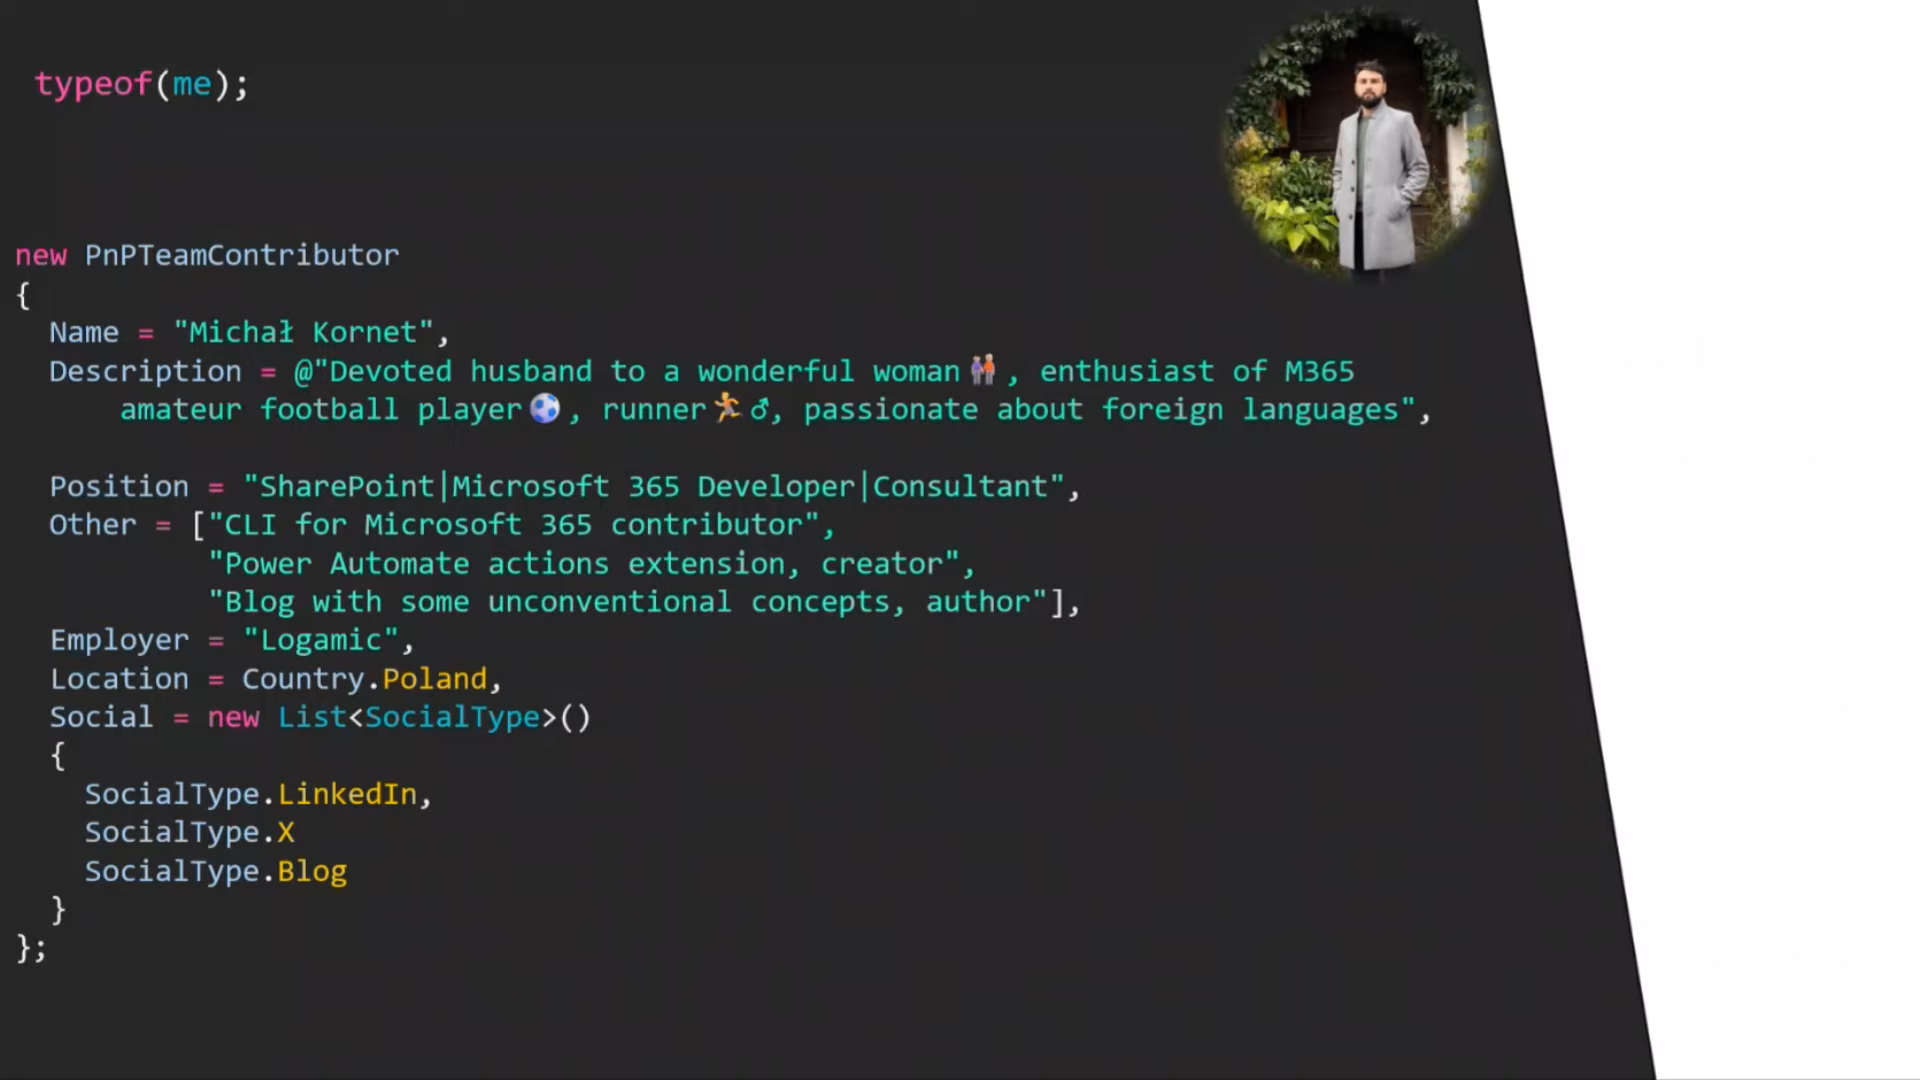 typeof(me);
new PnPTeamContributor
{
Name = "Michał Kornet",
Description = @"Devoted husband to a wonderful woman👫, enthusiast of M365
amateur football player⚽, runner🏃♂, passionate about foreign languages",
Position = "SharePoint|Microsoft 365 Developer|Consultant",
Other = ["CLI for Microsoft 365 contributor",
"Power Automate actions extension, creator",
"Blog with some unconventional concepts, author"],
Employer = "Logamic",
Location = Country.Poland,
Social = new List<SocialType>()
{
SocialType.LinkedIn,
SocialType.X
SocialType.Blog
}
};